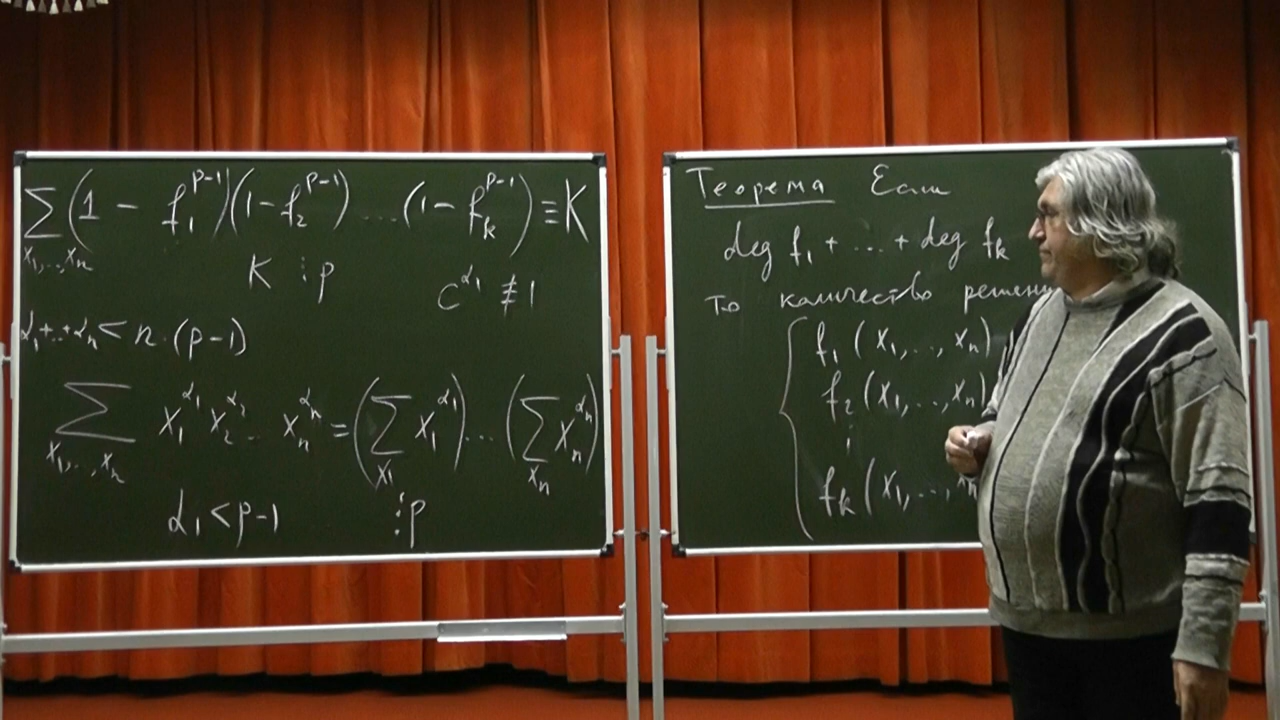 ∑_{x_1,...,x_n} (1 - f_1^{p-1})(1 - f_2^{p-1}) .... (1 - f_k^{p-1}) ≡ K
K ⋮ p
c^{α_1} ≢ 1
α_1+...+α_n < n·(p-1)
∑_{x_1,...,x_n} x_1^{α_1} x_2^{α_2} ... x_n^{α_n} = (∑_{x_1} x_1^{α_1}) ... (∑_{x_n} x_n^{α_n})
α_1 < p-1
⋮ p
Теорема Если
deg f_1 + ... + deg f_k
то количество решени
f_1 (x_1,...,x_n)
f_2 (x_1,...,x_n)
⋮
f_k (x_1,...,x_n